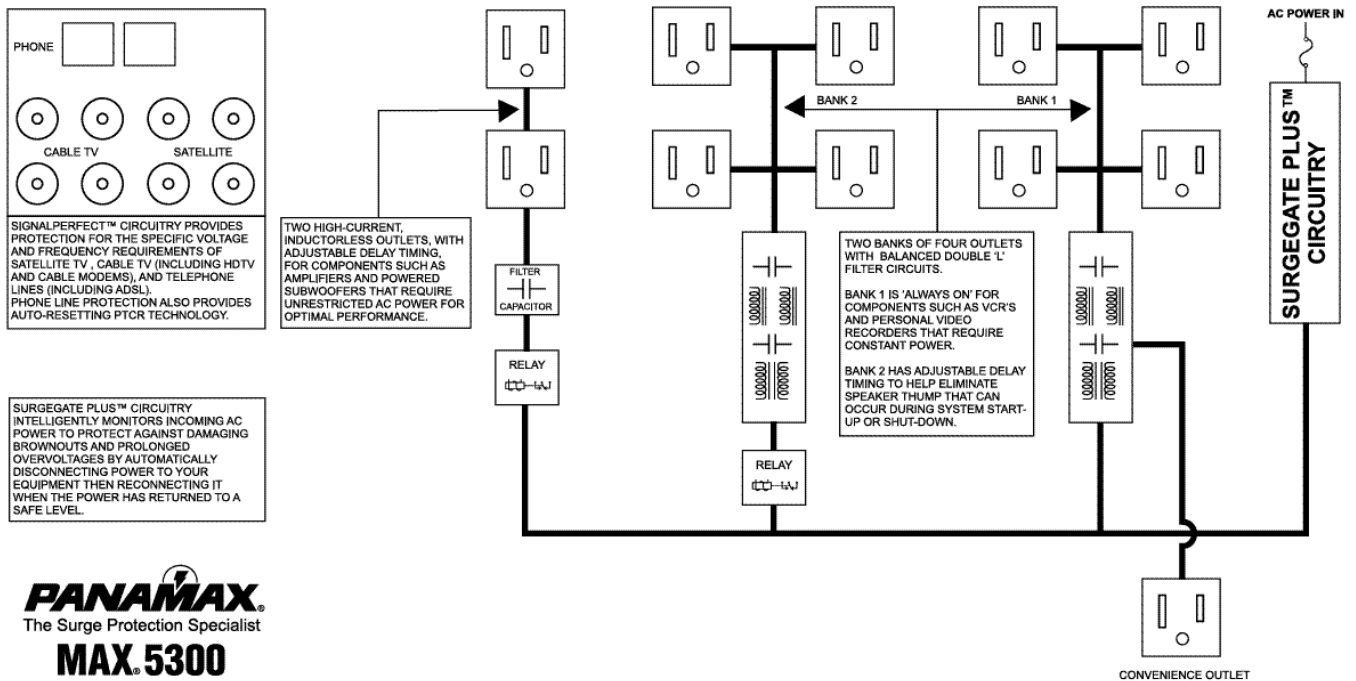 PHONE
CABLE TV
SATELLITE
SIGNALPERFECT™ CIRCUITRY PROVIDES
PROTECTION FOR THE SPECIFIC VOLTAGE
AND FREQUENCY REQUIREMENTS OF
SATELLITE TV , CABLE TV (INCLUDING HDTV
AND CABLE MODEMS), AND TELEPHONE
LINES (INCLUDING ADSL).
PHONE LINE PROTECTION ALSO PROVIDES
AUTO-RESETTING PTCR TECHNOLOGY.
SURGEGATE PLUS™ CIRCUITRY
INTELLIGENTLY MONITORS INCOMING AC
POWER TO PROTECT AGAINST DAMAGING
BROWNOUTS AND PROLONGED
OVERVOLTAGES BY AUTOMATICALLY
DISCONNECTING POWER TO YOUR
EQUIPMENT THEN RECONNECTING IT
WHEN THE POWER HAS RETURNED TO A
SAFE LEVEL.
PANAMAX®
The Surge Protection Specialist
MAX® 5300
TWO HIGH-CURRENT,
INDUCTORLESS OUTLETS, WITH
ADJUSTABLE DELAY TIMING,
FOR COMPONENTS SUCH AS
AMPLIFIERS AND POWERED
SUBWOOFERS THAT REQUIRE
UNRESTRICTED AC POWER FOR
OPTIMAL PERFORMANCE.
FILTER
CAPACITOR
RELAY
BANK 2
BANK 1
TWO BANKS OF FOUR OUTLETS
WITH BALANCED DOUBLE 'L'
FILTER CIRCUITS.
BANK 1 IS 'ALWAYS ON' FOR
COMPONENTS SUCH AS VCR'S
AND PERSONAL VIDEO
RECORDERS THAT REQUIRE
CONSTANT POWER.
BANK 2 HAS ADJUSTABLE DELAY
TIMING TO HELP ELIMINATE
SPEAKER THUMP THAT CAN
OCCUR DURING SYSTEM START-
UP OR SHUT-DOWN.
RELAY
AC POWER IN
SURGEGATE PLUS™
CIRCUITRY
CONVENIENCE OUTLET